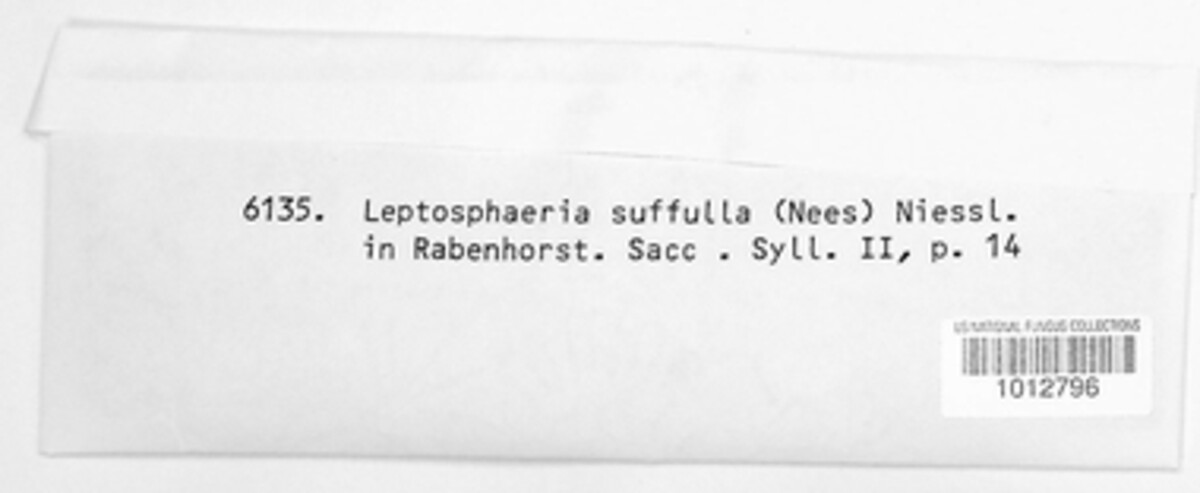 6135. Leptosphaeria suffulla (Nees) Niessl.
in Rabenhorst. Sacc . Syll. II, p. 14
US NATIONAL FUNGUS COLLECTIONS
1012796